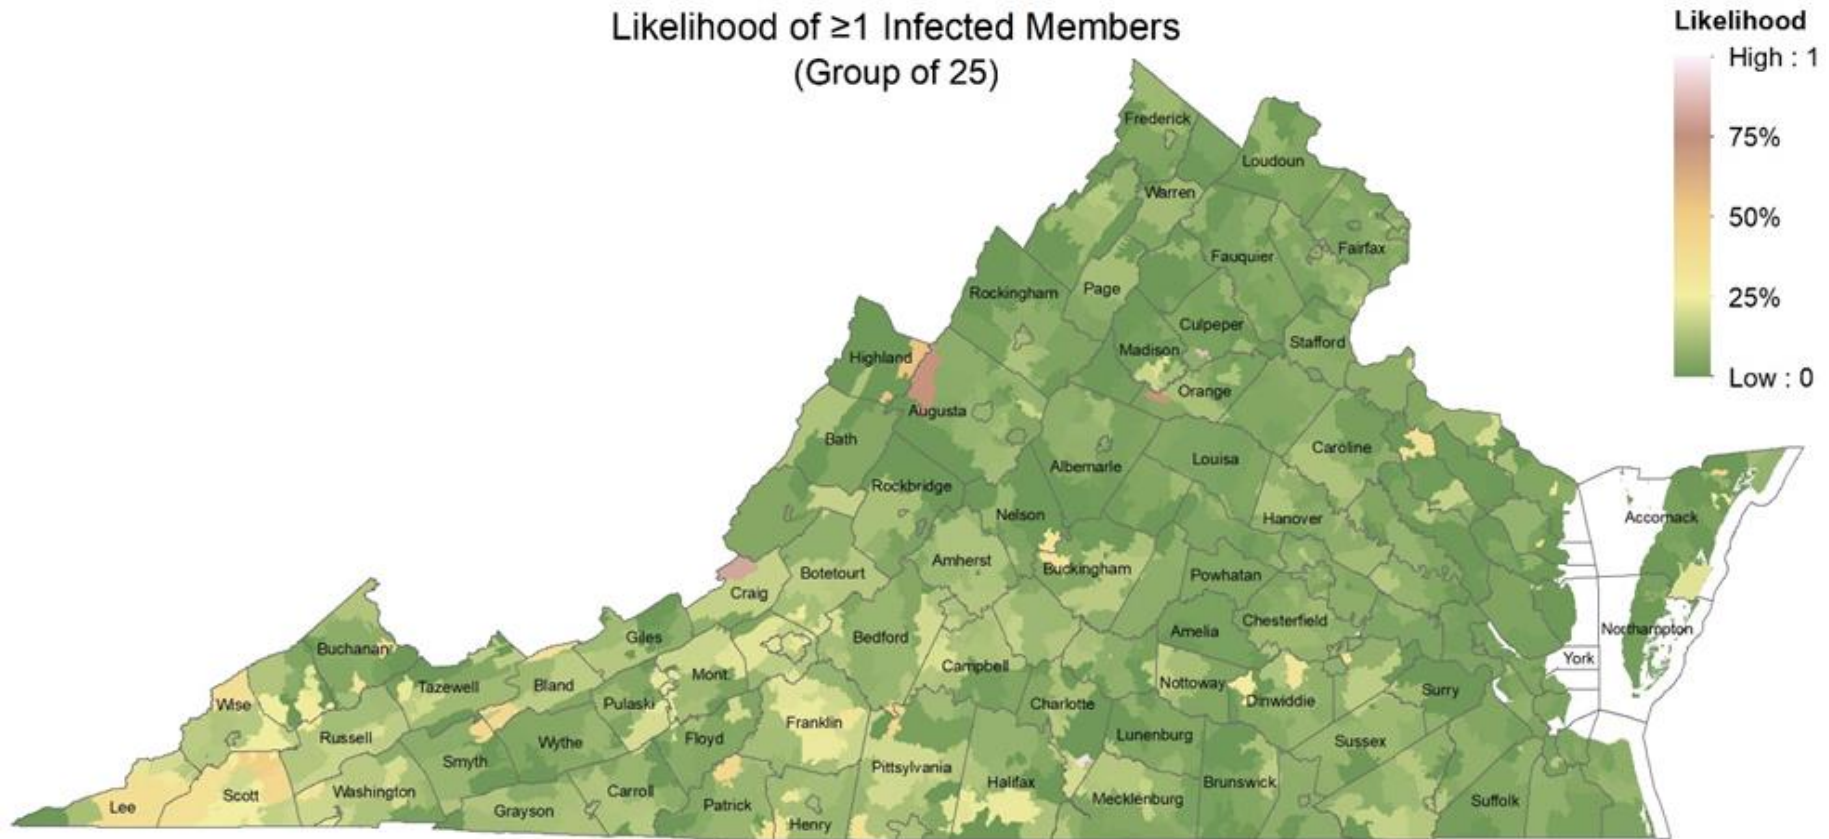 Likelihood of ≥1 Infected Members
(Group of 25)
Likelihood
High : 1
75%
50%
25%
Low : 0
Frederick
Loudoun
Warren
Fairfax
Fauquier
Page
Rockingham
Culpeper
Stafford
Madison
Highland
Orange
Augusta
Bath
Caroline
Louisa
Albemarle
Rockbridge
Nelson
Hanover
Accomack
Amherst
Buckingham
Botetourt
Powhatan
Craig
Chesterfield
Amelia
Northampton
Giles
Bedford
Buchanan
York
Campbell
Mont
Nottoway
Bland
Tazewell
Surry
Dinwiddie
Pulaski
Charlotte
Wise
Franklin
Lunenburg
Russell
Floyd
Wythe
Sussex
Smyth
Pittsylvania
Halifax
Brunswick
Washington
Carroll
Scott
Mecklenburg
Suffolk
Patrick
Lee
Grayson
Henry